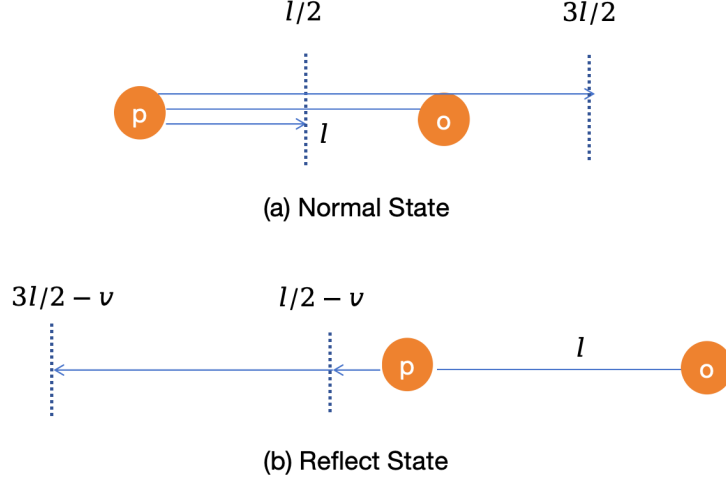 l/2
3l/2
p
o
l
(a) Normal State
3l/2 − v
l/2 − v
l
p
o
(b) Reflect State